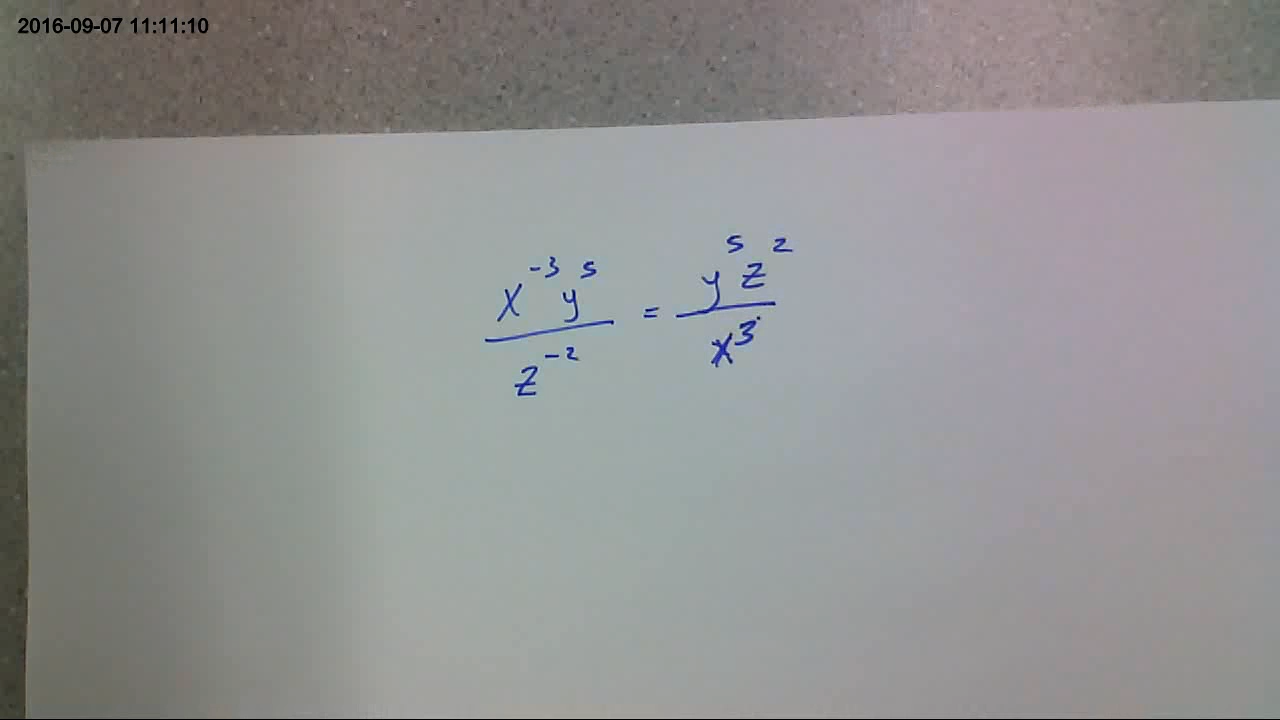 2016-09-07 11:11:10
x^{-3} y^{5} / z^{-2} = y^{5} z^{2} / x^{3}